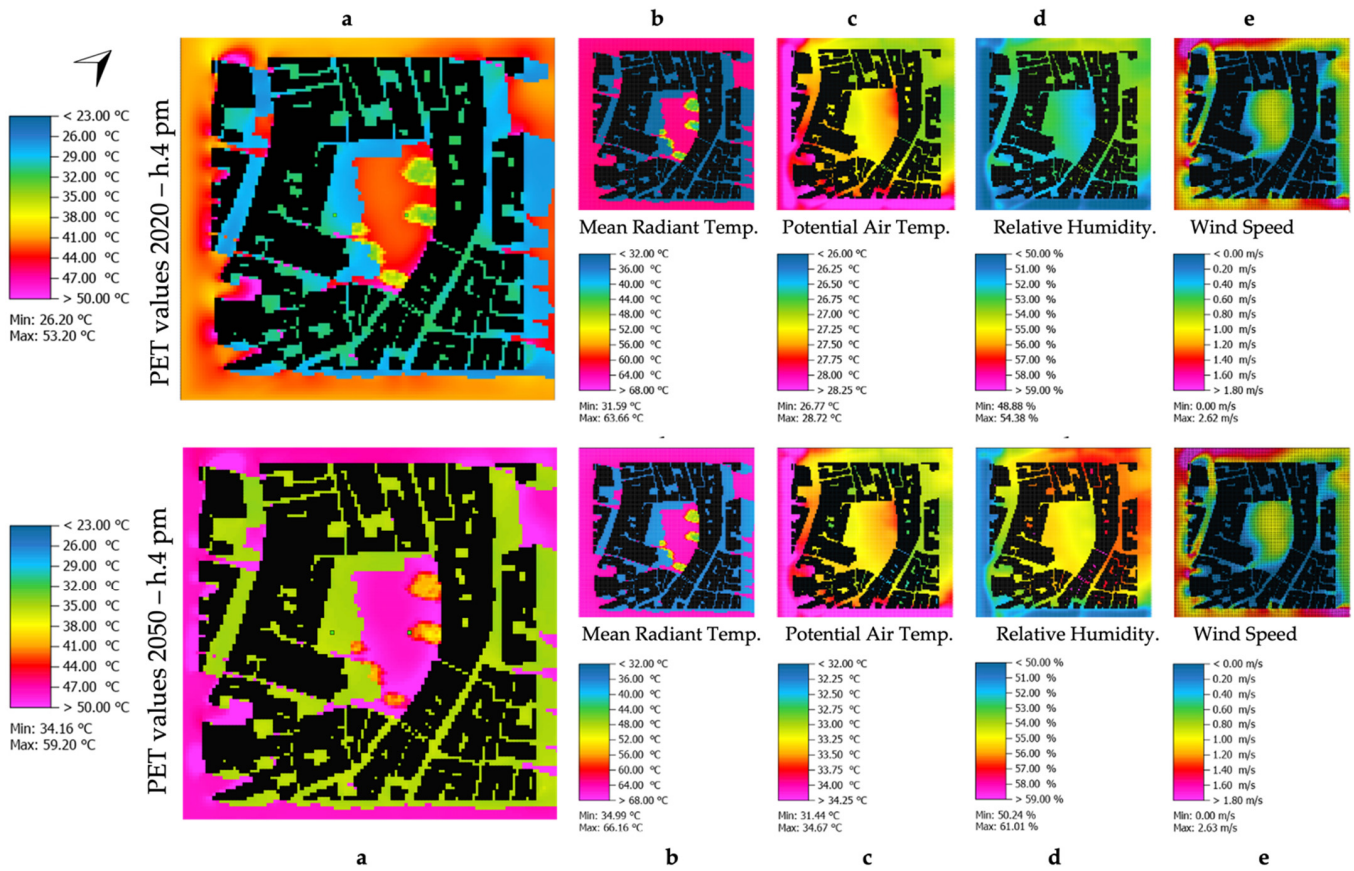 a
b
c
d
e
PET values 2020 – h.4 pm
< 23.00 °C
26.00 °C
29.00 °C
32.00 °C
35.00 °C
38.00 °C
41.00 °C
44.00 °C
47.00 °C
> 50.00 °C
Min: 26.20 °C
Max: 53.20 °C
Mean Radiant Temp.
< 32.00 °C
36.00 °C
40.00 °C
44.00 °C
48.00 °C
52.00 °C
56.00 °C
60.00 °C
64.00 °C
> 68.00 °C
Min: 31.59 °C
Max: 63.66 °C
Potential Air Temp.
< 26.00 °C
26.25 °C
26.50 °C
26.75 °C
27.00 °C
27.25 °C
27.50 °C
27.75 °C
28.00 °C
> 28.25 °C
Min: 26.77 °C
Max: 28.72 °C
Relative Humidity.
< 50.00 %
51.00 %
52.00 %
53.00 %
54.00 %
55.00 %
56.00 %
57.00 %
58.00 %
> 59.00 %
Min: 48.88 %
Max: 54.38 %
Wind Speed
< 0.00 m/s
0.20 m/s
0.40 m/s
0.60 m/s
0.80 m/s
1.00 m/s
1.20 m/s
1.40 m/s
1.60 m/s
> 1.80 m/s
Min: 0.00 m/s
Max: 2.62 m/s
PET values 2050 – h.4 pm
< 23.00 °C
26.00 °C
29.00 °C
32.00 °C
35.00 °C
38.00 °C
41.00 °C
44.00 °C
47.00 °C
> 50.00 °C
Min: 34.16 °C
Max: 59.20 °C
Mean Radiant Temp.
< 32.00 °C
36.00 °C
40.00 °C
44.00 °C
48.00 °C
52.00 °C
56.00 °C
60.00 °C
64.00 °C
> 68.00 °C
Min: 34.99 °C
Max: 66.16 °C
Potential Air Temp.
< 32.00 °C
32.25 °C
32.50 °C
32.75 °C
33.00 °C
33.25 °C
33.50 °C
33.75 °C
34.00 °C
> 34.25 °C
Min: 31.44 °C
Max: 34.67 °C
Relative Humidity.
< 50.00 %
51.00 %
52.00 %
53.00 %
54.00 %
55.00 %
56.00 %
57.00 %
58.00 %
> 59.00 %
Min: 50.24 %
Max: 61.01 %
Wind Speed
< 0.00 m/s
0.20 m/s
0.40 m/s
0.60 m/s
0.80 m/s
1.00 m/s
1.20 m/s
1.40 m/s
1.60 m/s
> 1.80 m/s
Min: 0.00 m/s
Max: 2.63 m/s
a
b
c
d
e